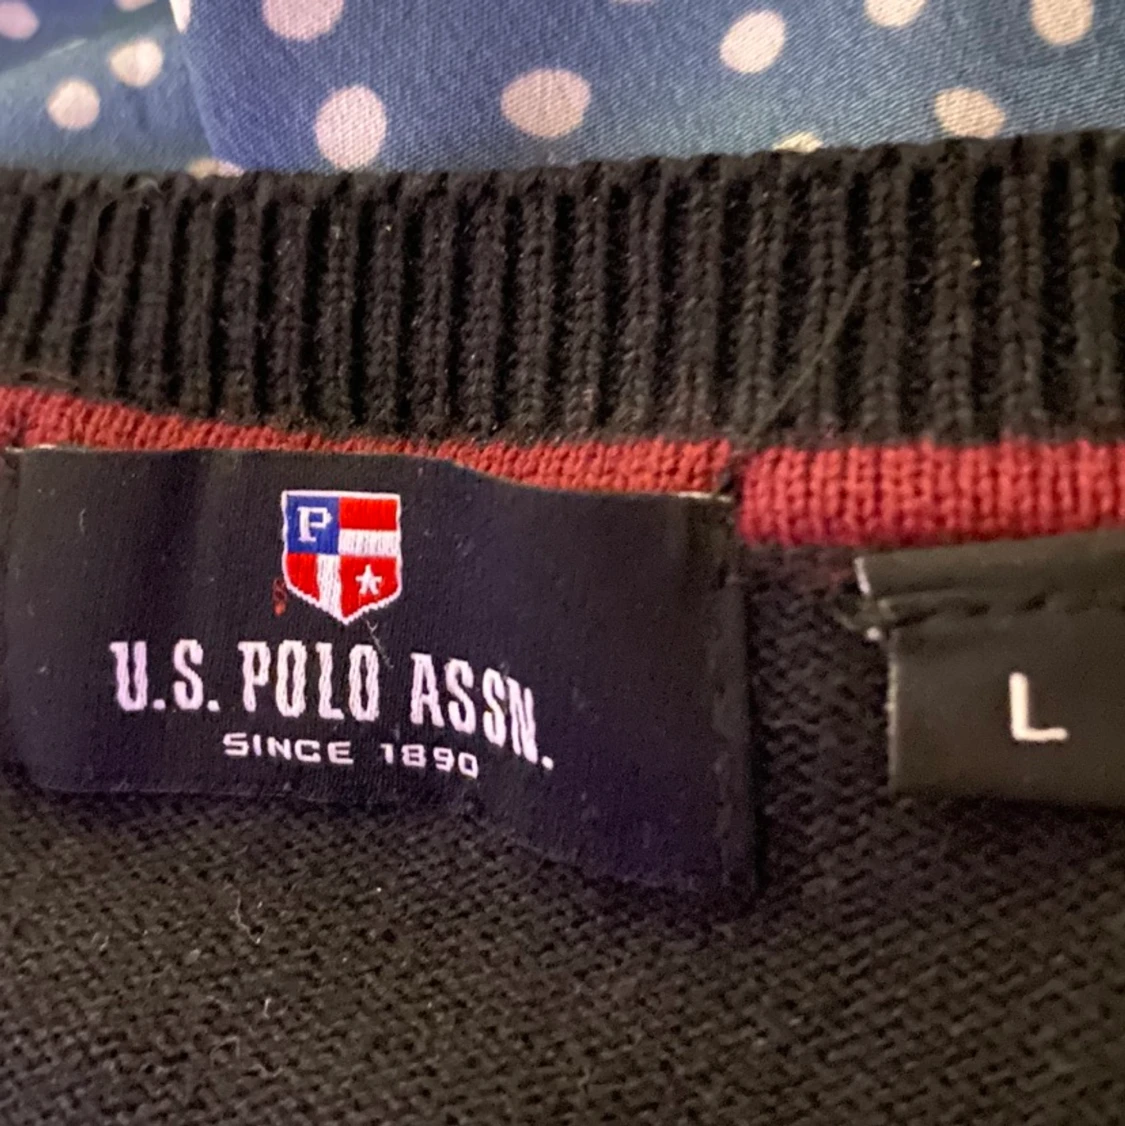 P
U.S. POLO ASSN.
SINCE 1890
L